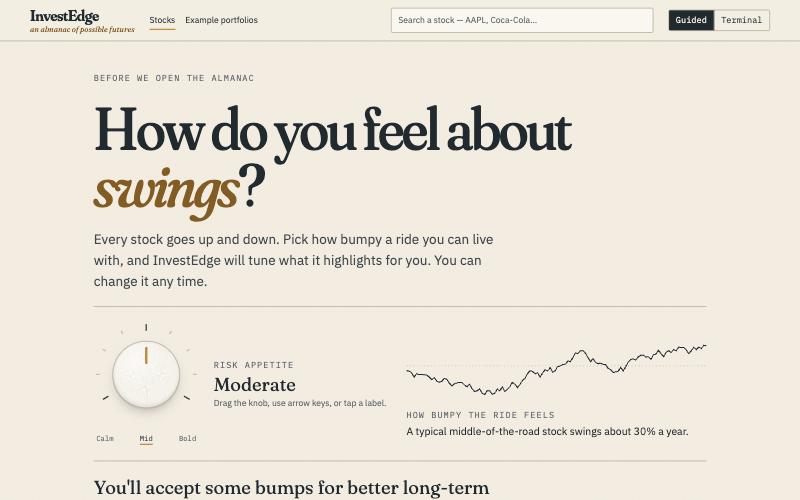 InvestEdge
an almanac of possible futures
Stocks
Example portfolios
Search a stock — AAPL, Coca-Cola...
Guided
Terminal
BEFORE WE OPEN THE ALMANAC
How do you feel about
swings?
Every stock goes up and down. Pick how bumpy a ride you can live
with, and InvestEdge will tune what it highlights for you. You can
change it any time.
RISK APPETITE
Moderate
Drag the knob, use arrow keys, or tap a label.
Calm
Mid
Bold
HOW BUMPY THE RIDE FEELS
A typical middle-of-the-road stock swings about 30% a year.
You'll accept some bumps for better long-term